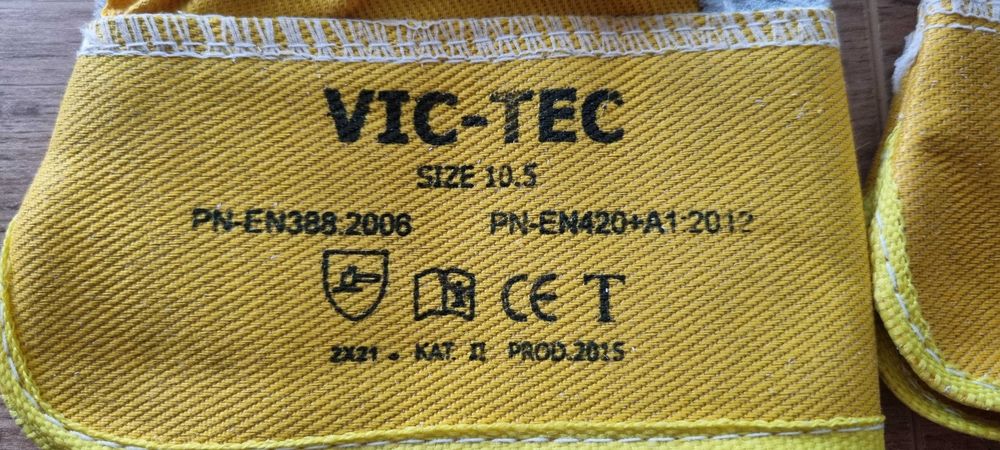 VIC-TEC
SIZE 10.5
PN-EN388.2006 PN-EN420+A1:2012
CE T
2X21. KAT. II PROD.2015